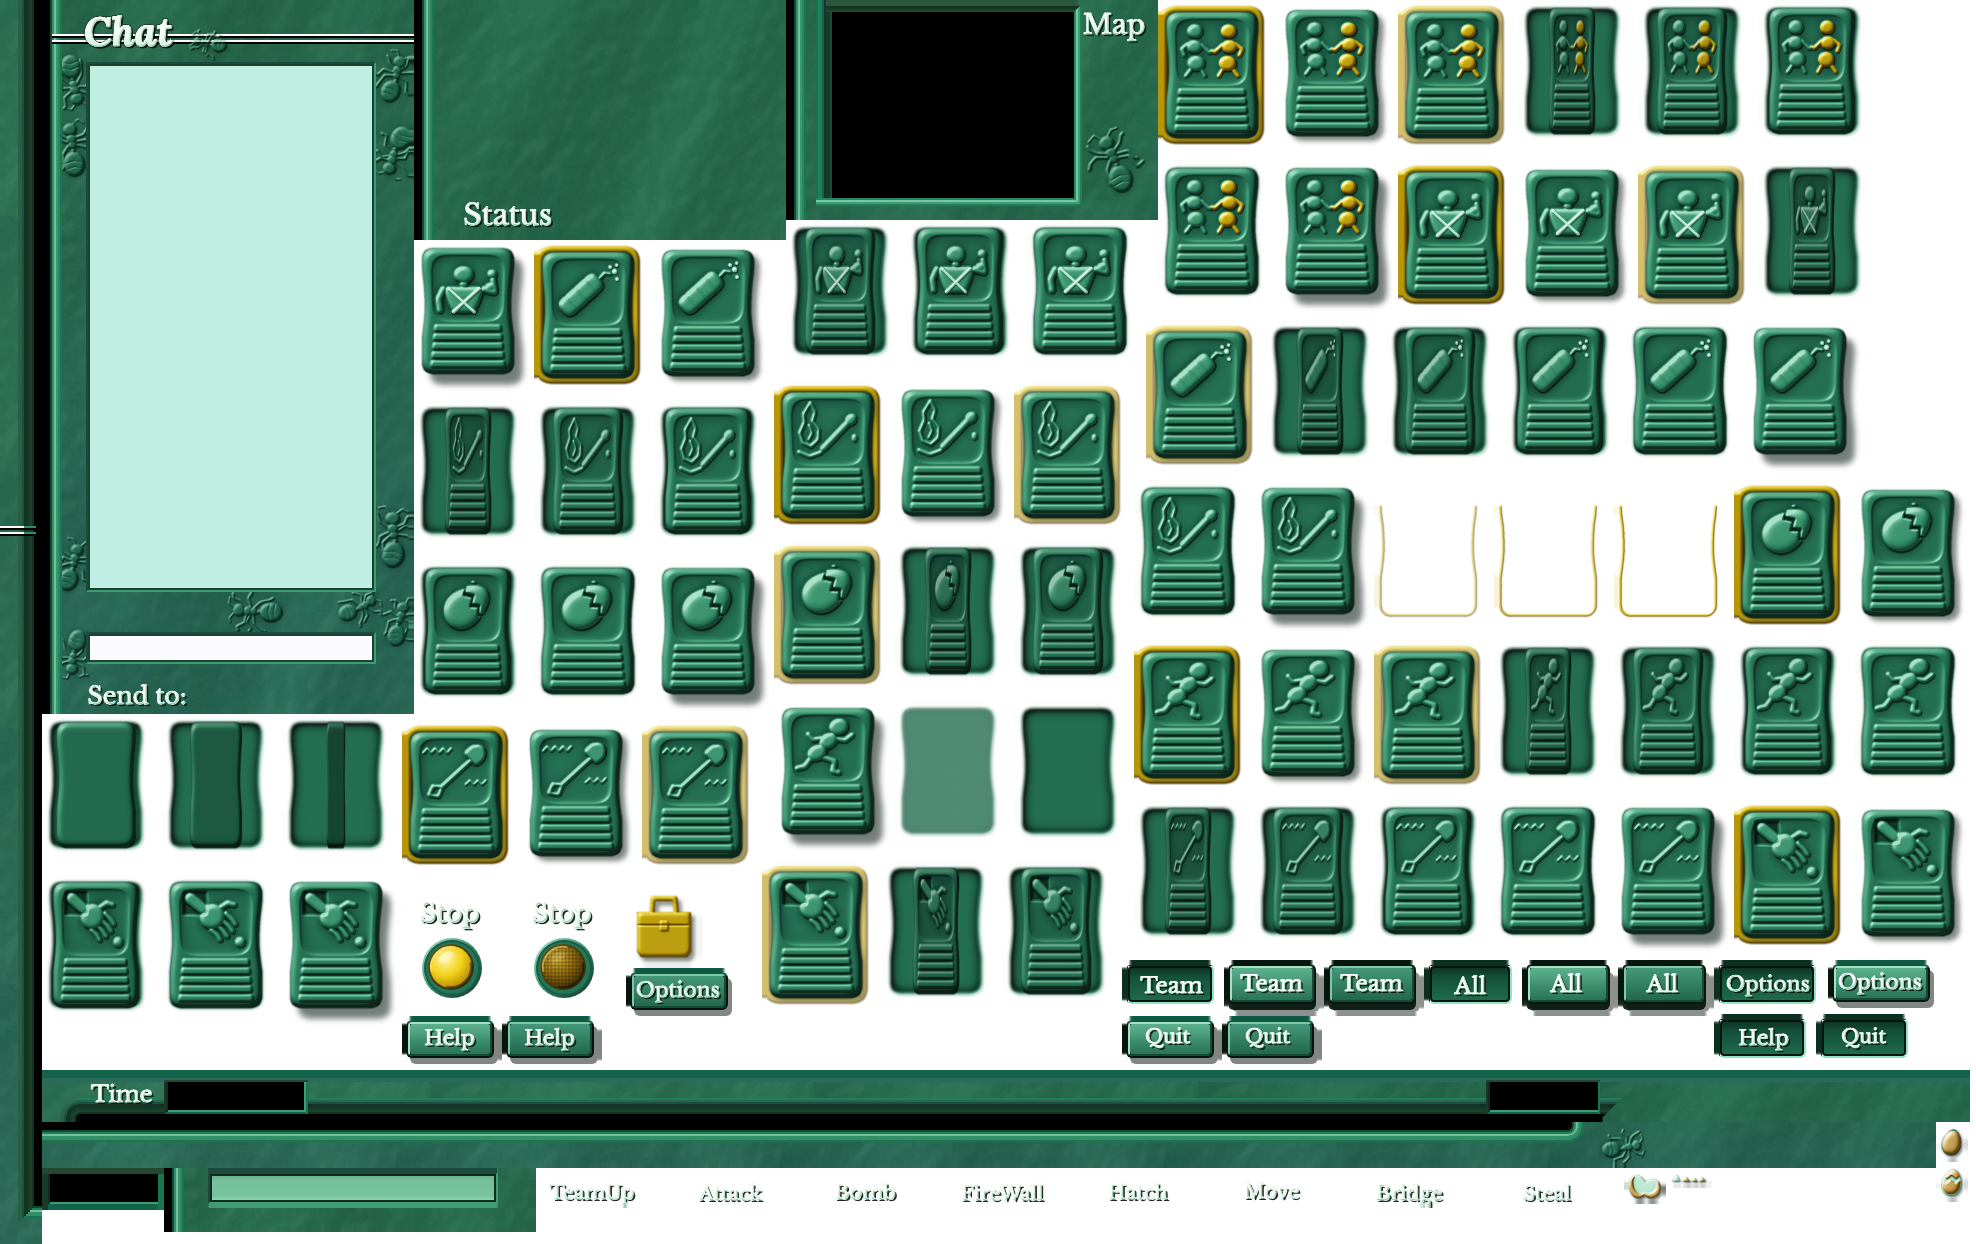 Chat
Map
Status
Send to:
Stop Stop
Options
Team Team Team All All All Options Options
Help Help
Quit Quit
Help Quit
Time
TeamUp Attack Bomb FireWall Hatch Move Bridge Steal